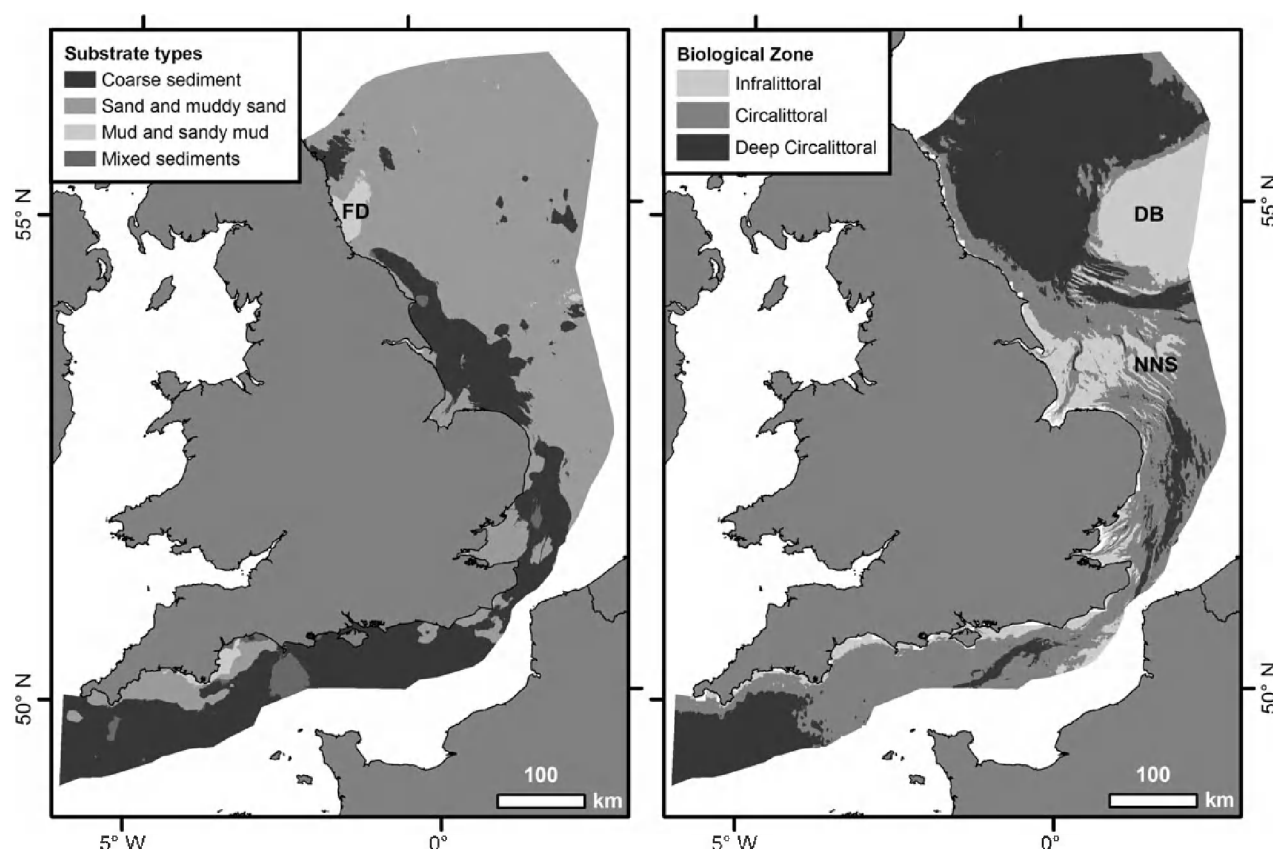 Substrate types
Coarse sediment
Sand and muddy sand
Mud and sandy mud
Mixed sediments
FD
55° N
50° N
100
km
5° W
0°
Biological Zone
Infralittoral
Circalittoral
Deep Circalittoral
DB
NNS
55° N
50° N
100
km
5° W
0°